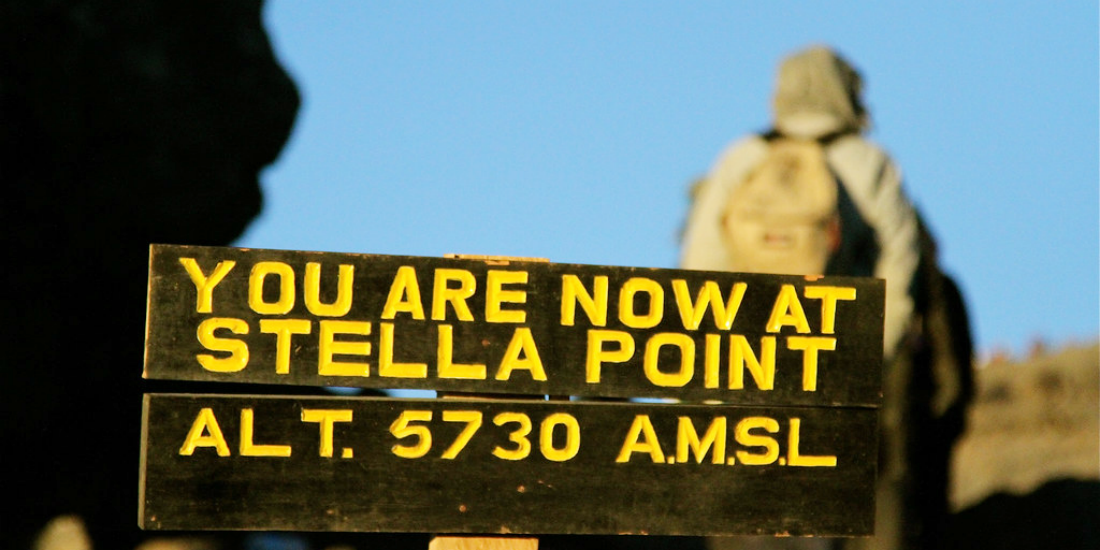 YOU ARE NOW AT
STELLA POINT
ALT. 5730 A.M.S.L